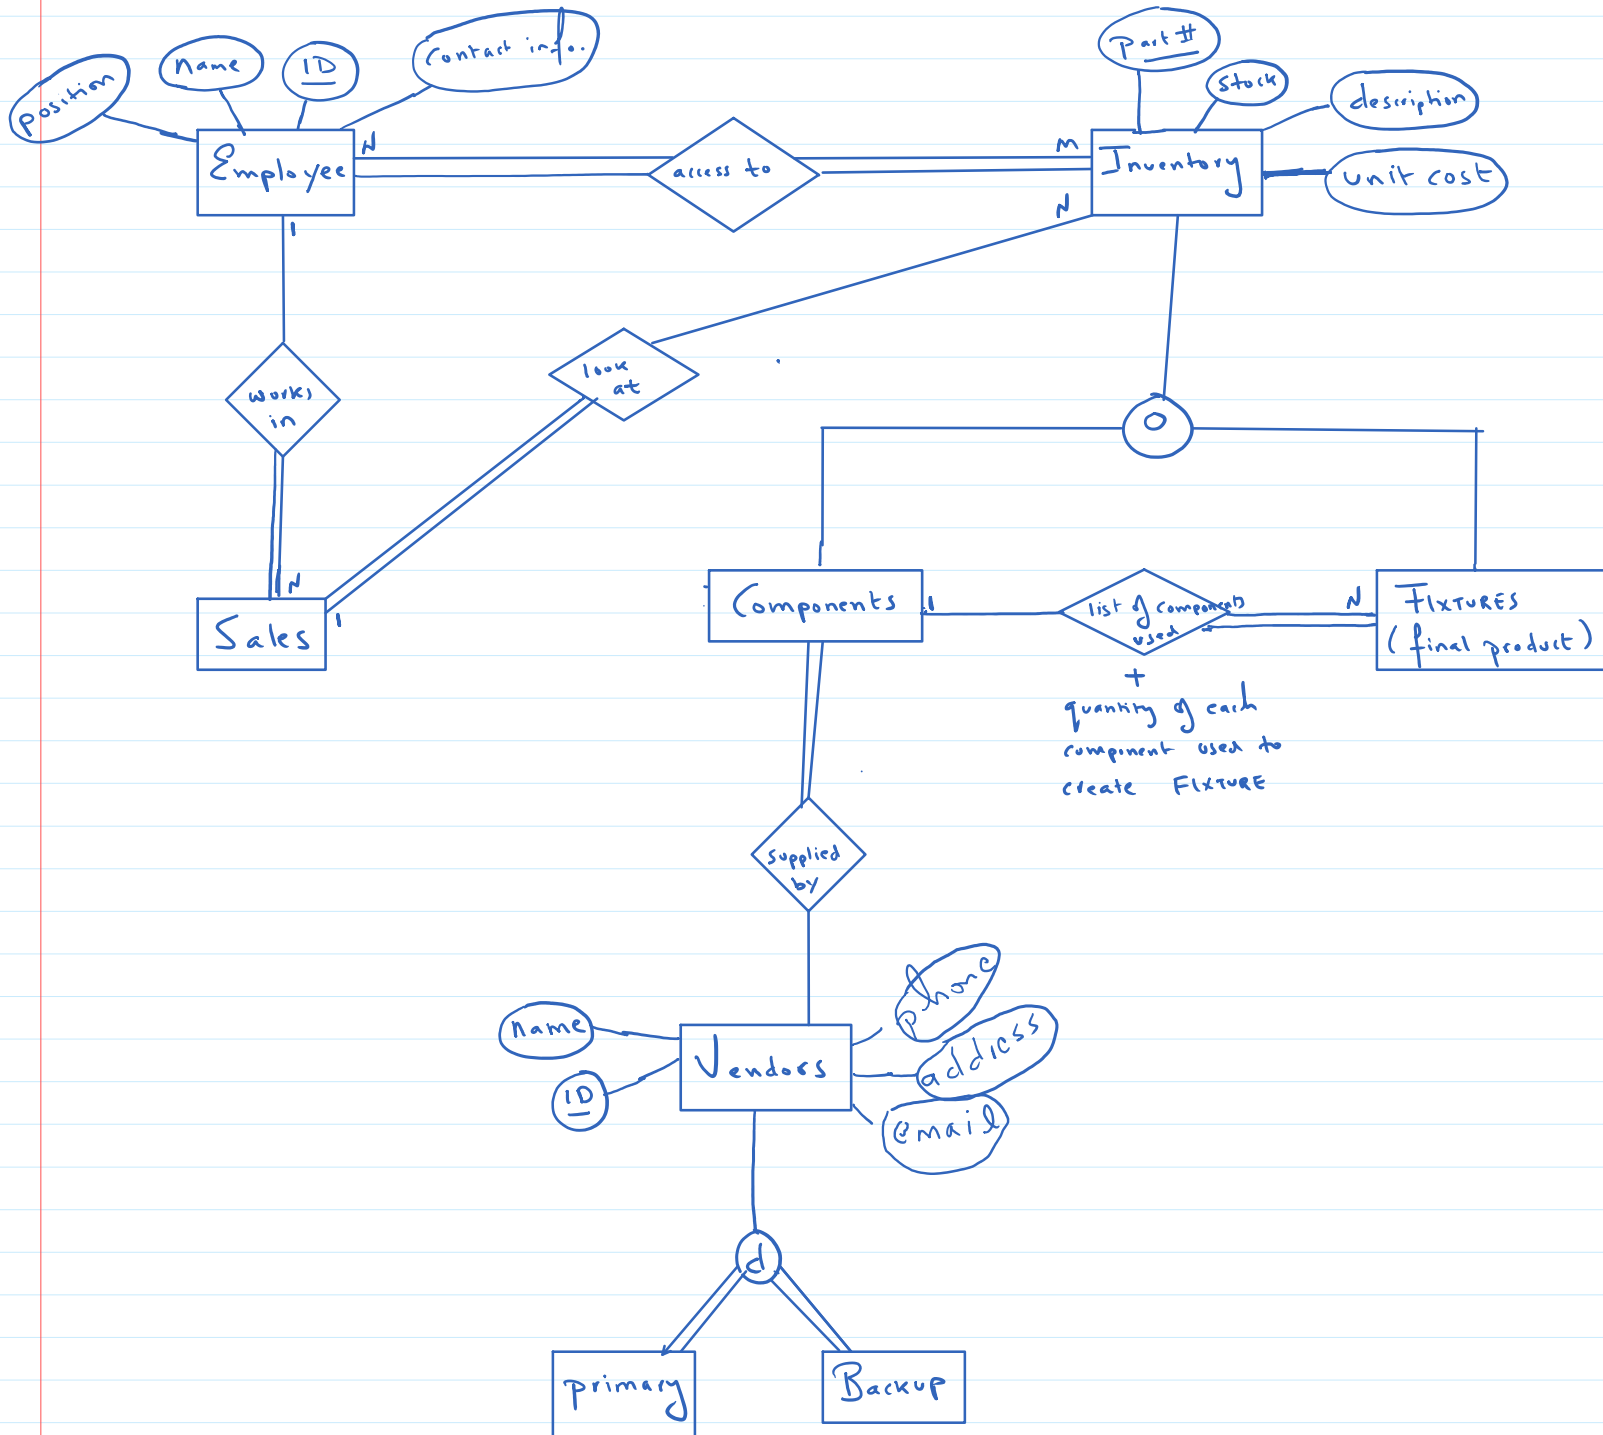 position
name
ID
Contact info.
Part #
stock
description
unit cost
Employee
N
access to
M
Inventory
1
N
works
in
look
at
O
N
Sales
1
Components
1
list of components
used
N
FIXTURES
(final product)
+
quantity of each
component used to
create FIXTURE
supplied
by
name
ID
Vendors
phone
address
email
d
primary
Backup